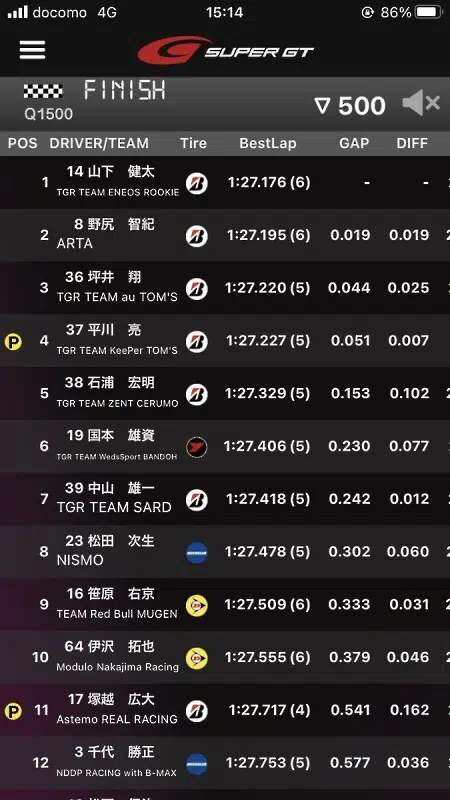 docomo 4G 15:14 86%
SUPER GT
FINISH
Q1500
▽ 500
POS DRIVER/TEAM Tire BestLap GAP DIFF
1 14 山下 健太 1:27.176 (6) - -
TGR TEAM ENEOS ROOKIE
2 8 野尻 智紀 1:27.195 (6) 0.019 0.019
ARTA
3 36 坪井 翔 1:27.220 (5) 0.044 0.025
TGR TEAM au TOM'S
P 4 37 平川 亮 1:27.227 (5) 0.051 0.007
TGR TEAM KeePer TOM'S
5 38 石浦 宏明 1:27.329 (5) 0.153 0.102
TGR TEAM ZENT CERUMO
6 19 国本 雄資 1:27.406 (5) 0.230 0.077
TGR TEAM WedsSport BANDOH
7 39 中山 雄一 1:27.418 (5) 0.242 0.012
TGR TEAM SARD
8 23 松田 次生 1:27.478 (5) 0.302 0.060
NISMO
9 16 笹原 右京 1:27.509 (6) 0.333 0.031
TEAM Red Bull MUGEN
10 64 伊沢 拓也 1:27.555 (6) 0.379 0.046
Modulo Nakajima Racing
P 11 17 塚越 広大 1:27.717 (4) 0.541 0.162
Astemo REAL RACING
12 3 千代 勝正 1:27.753 (5) 0.577 0.036
NDDP RACING with B-MAX